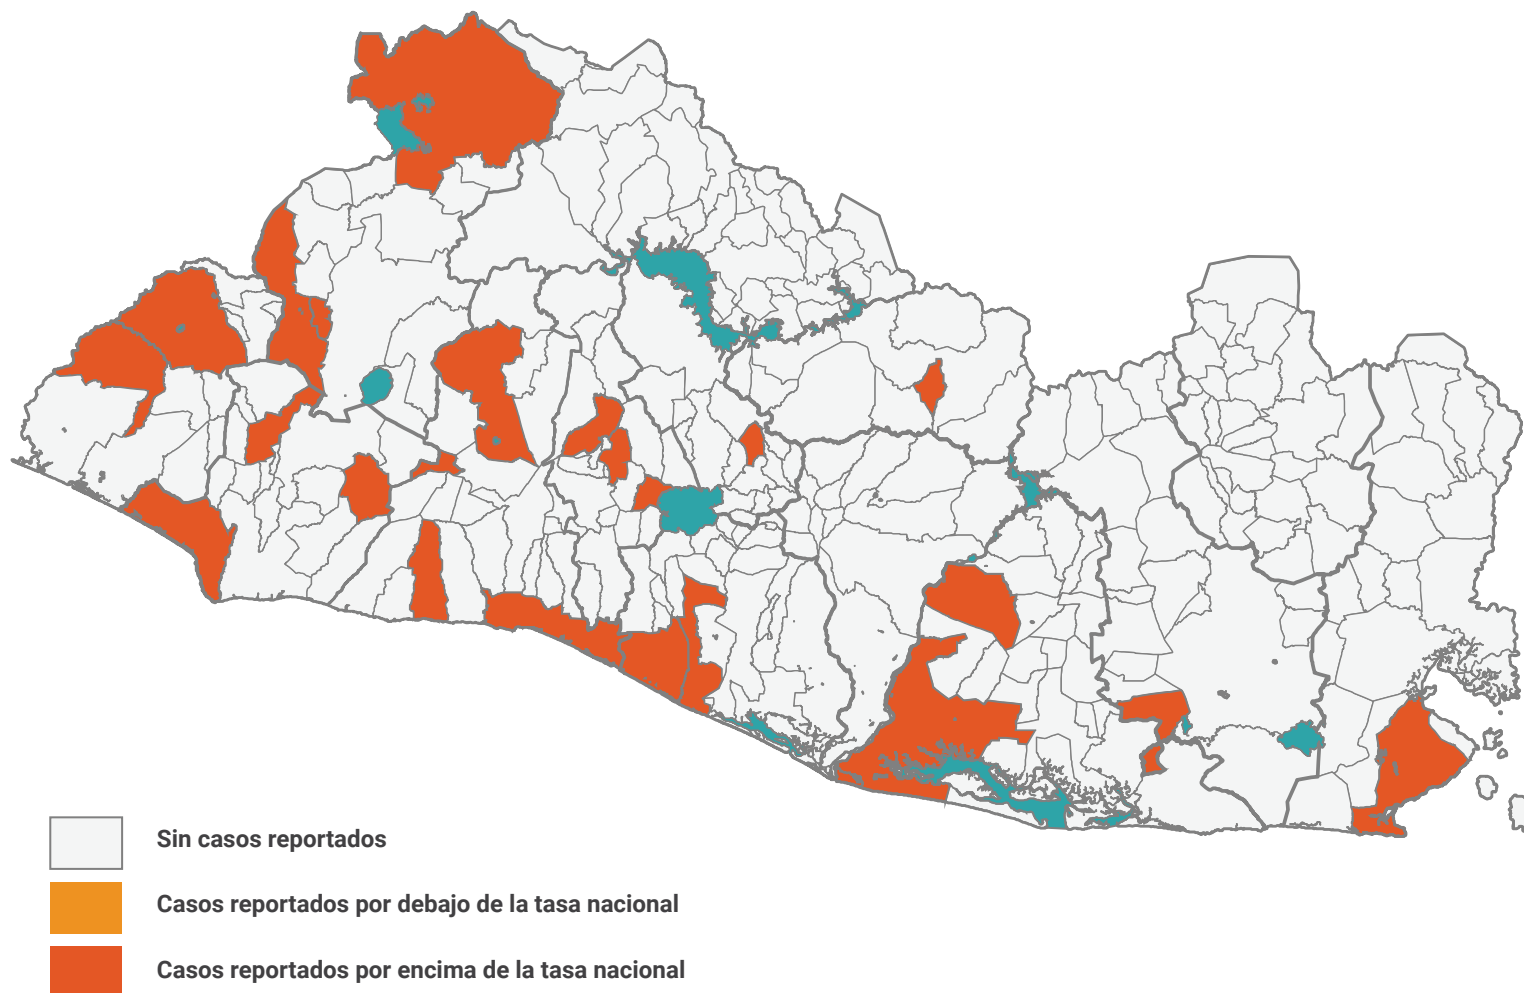 Sin casos reportados
Casos reportados por debajo de la tasa nacional
Casos reportados por encima de la tasa nacional